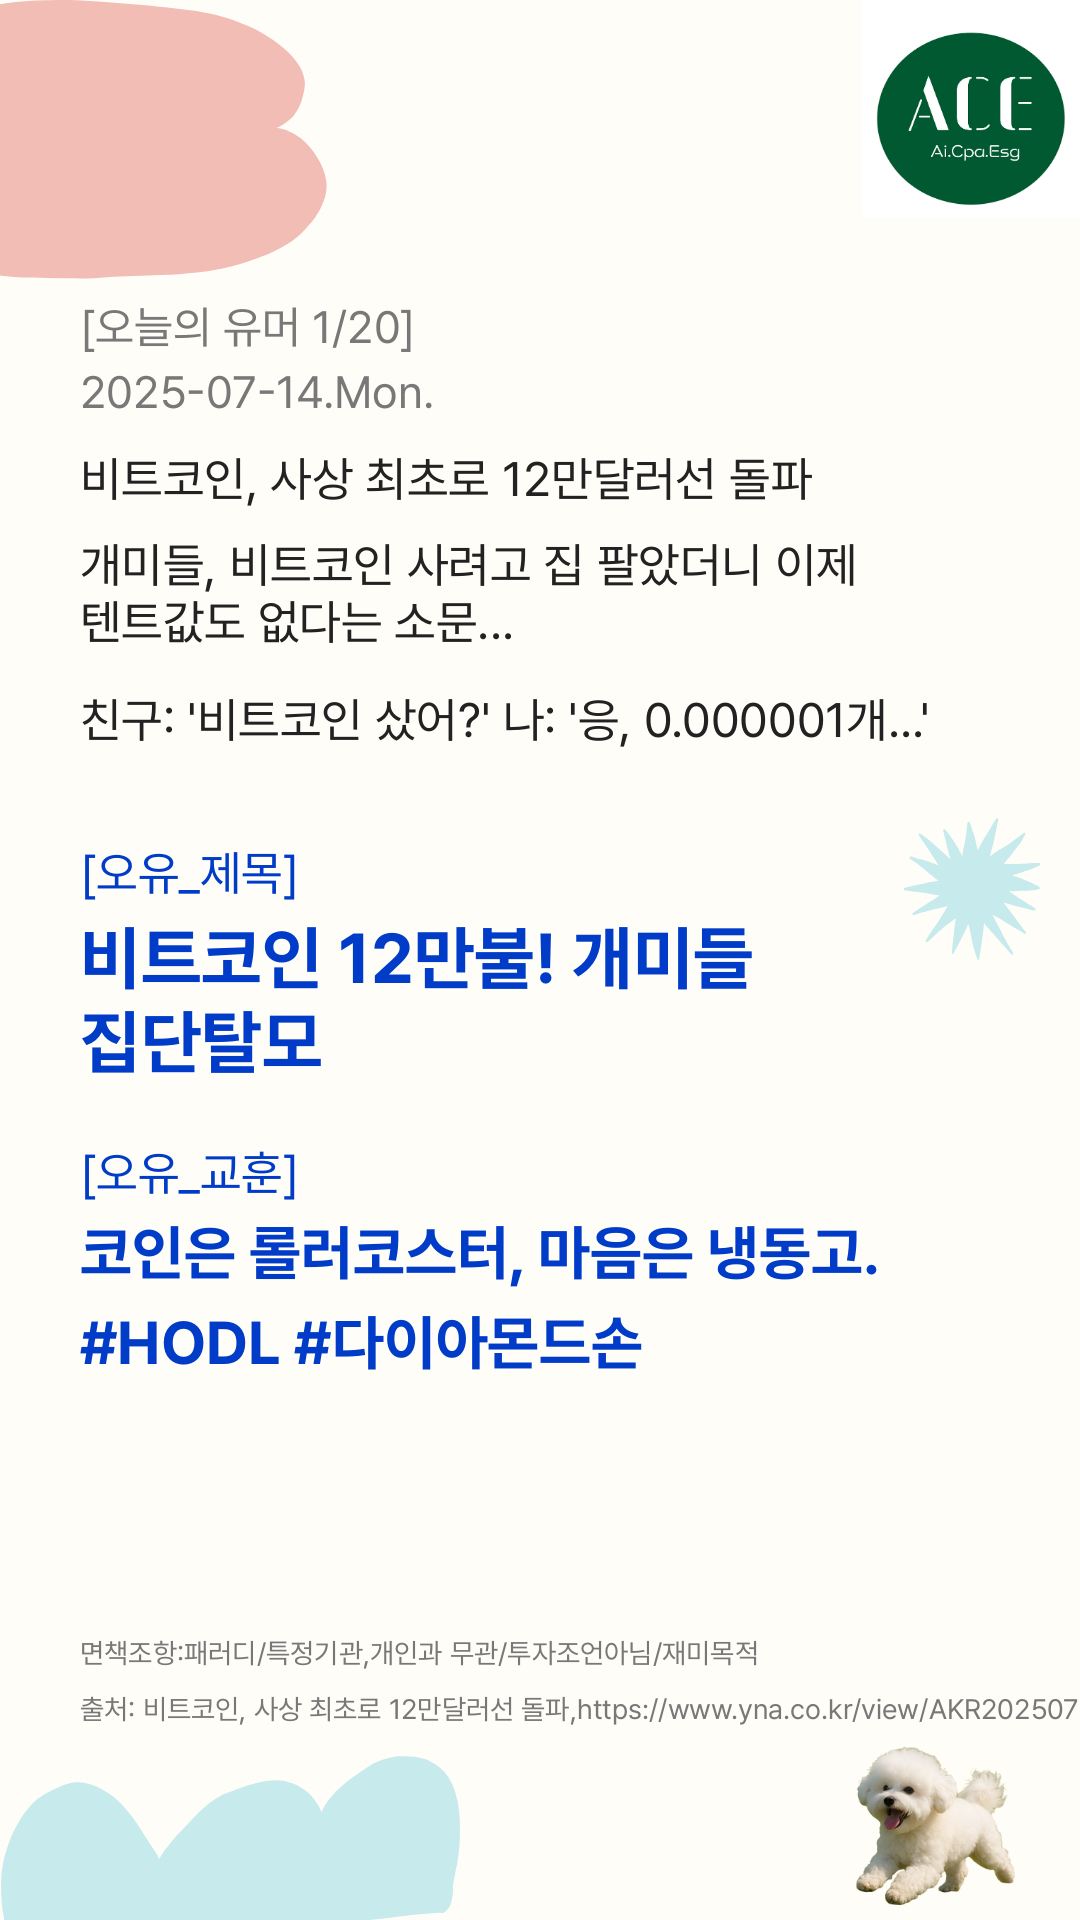 ACE
Ai.Cpa.Esg
[오늘의 유머 1/20]
2025-07-14.Mon.
비트코인, 사상 최초로 12만달러선 돌파
개미들, 비트코인 사려고 집 팔았더니 이제
텐트값도 없다는 소문...
친구: '비트코인 샀어?' 나: '응, 0.000001개...'
[오유_제목]
비트코인 12만불! 개미들
집단탈모
[오유_교훈]
코인은 롤러코스터, 마음은 냉동고.
#HODL #다이아몬드손
면책조항:패러디/특정기관,개인과 무관/투자조언아님/재미목적
출처: 비트코인, 사상 최초로 12만달러선 돌파,https://www.yna.co.kr/view/AKR202507